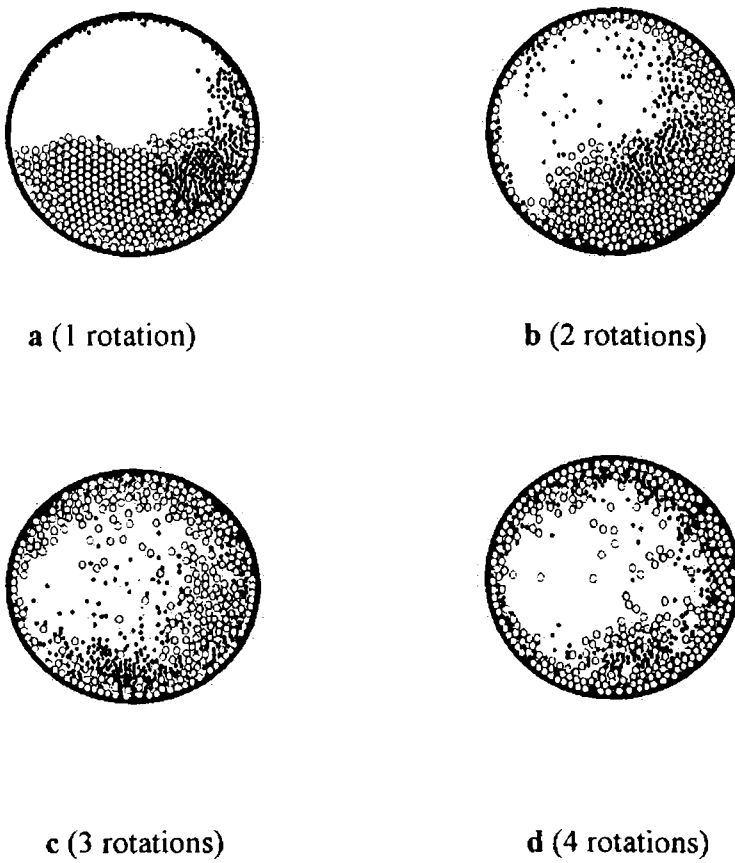 a (1 rotation)
b (2 rotations)
c (3 rotations)
d (4 rotations)